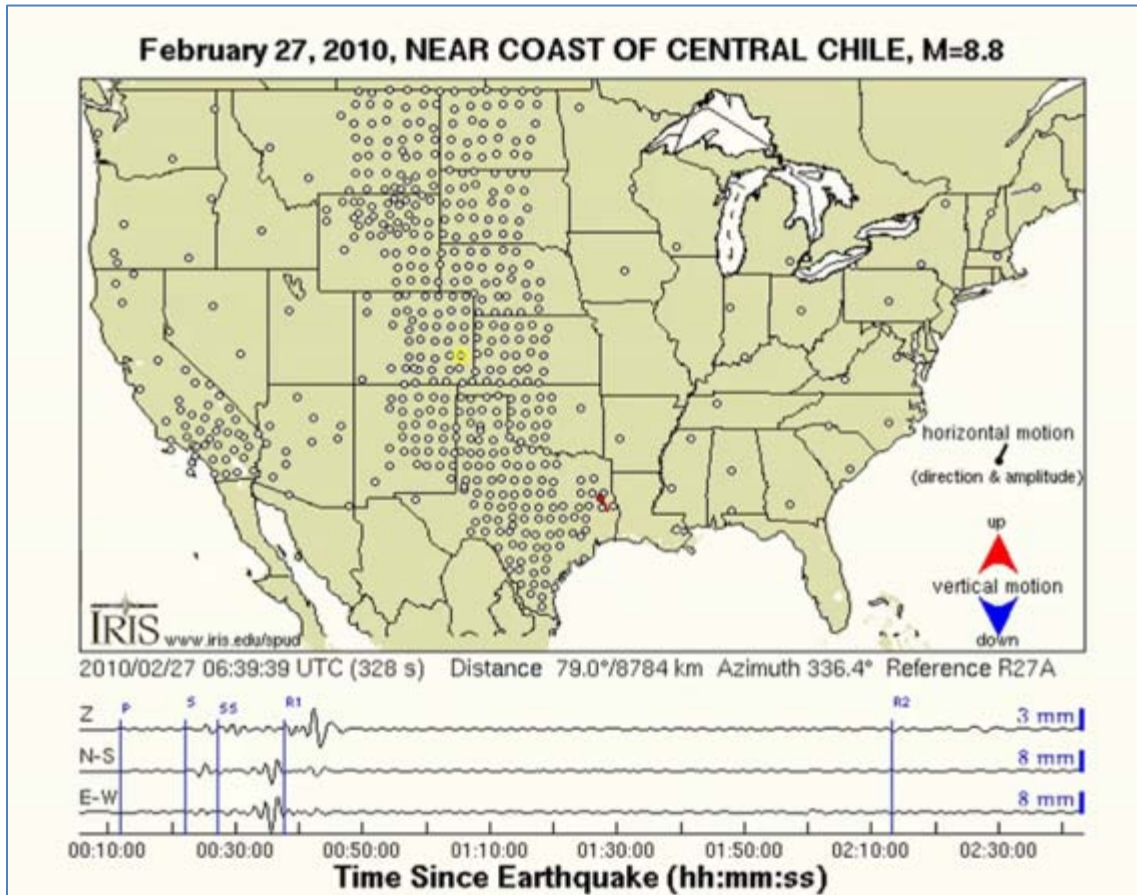 February 27, 2010, NEAR COAST OF CENTRAL CHILE, M=8.8
horizontal motion
(direction & amplitude)
up
vertical motion
down
IRIS www.iris.edu/spud
2010/02/27 06:39:39 UTC (328 s) Distance 79.0°/8784 km Azimuth 336.4° Reference R27A
P S SS R1 R2
Z 3 mm
N-S 8 mm
E-W 8 mm
00:10:00 00:30:00 00:50:00 01:10:00 01:30:00 01:50:00 02:10:00 02:30:00
Time Since Earthquake (hh:mm:ss)